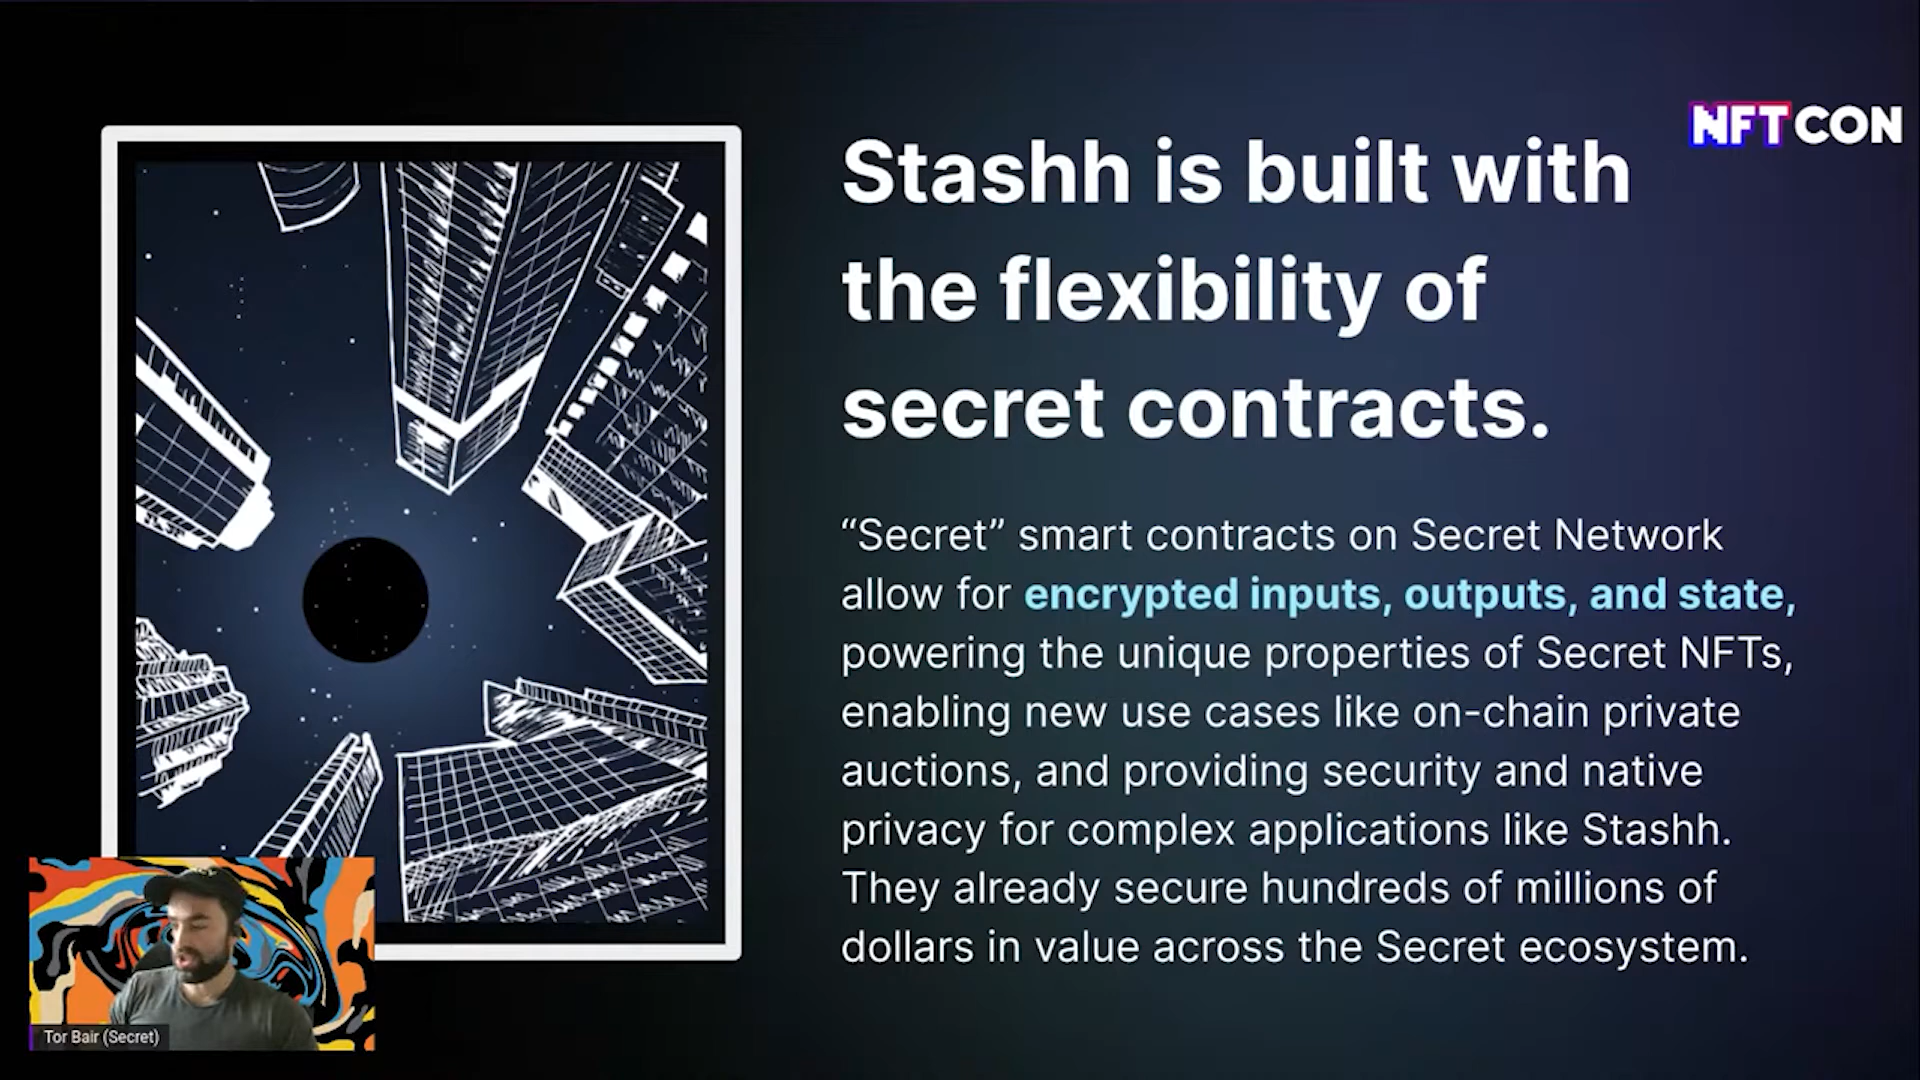 NFTCON
Stashh is built with
the flexibility of
secret contracts.
“Secret” smart contracts on Secret Network
allow for encrypted inputs, outputs, and state,
powering the unique properties of Secret NFTs,
enabling new use cases like on-chain private
auctions, and providing security and native
privacy for complex applications like Stashh.
They already secure hundreds of millions of
dollars in value across the Secret ecosystem.
Tor Bair (Secret)